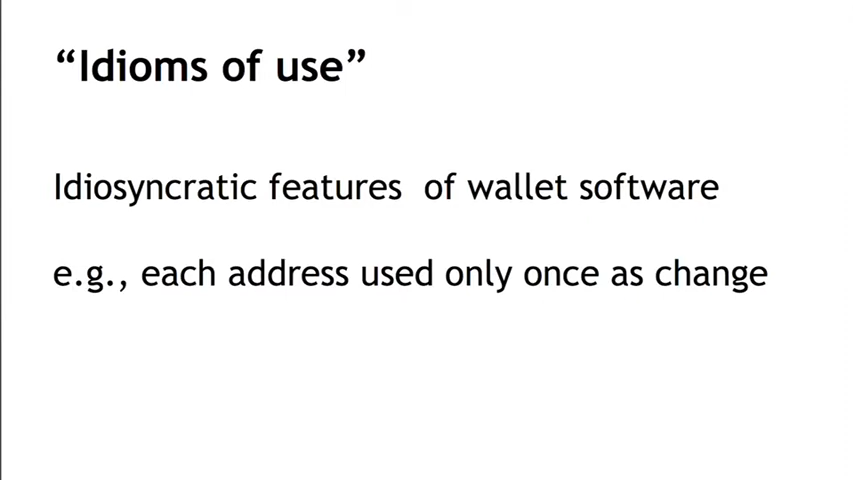 “Idioms of use”
Idiosyncratic features of wallet software
e.g., each address used only once as change